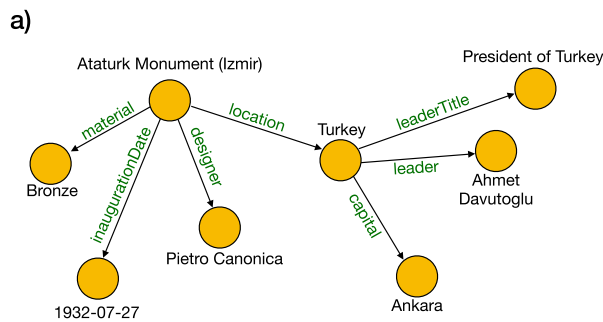 a)
President of Turkey
Ataturk Monument (Izmir)
material
location
leaderTitle
Turkey
inaugurationDate
designer
leader
Bronze
Ahmet
Davutoglu
capital
Pietro Canonica
1932-07-27
Ankara